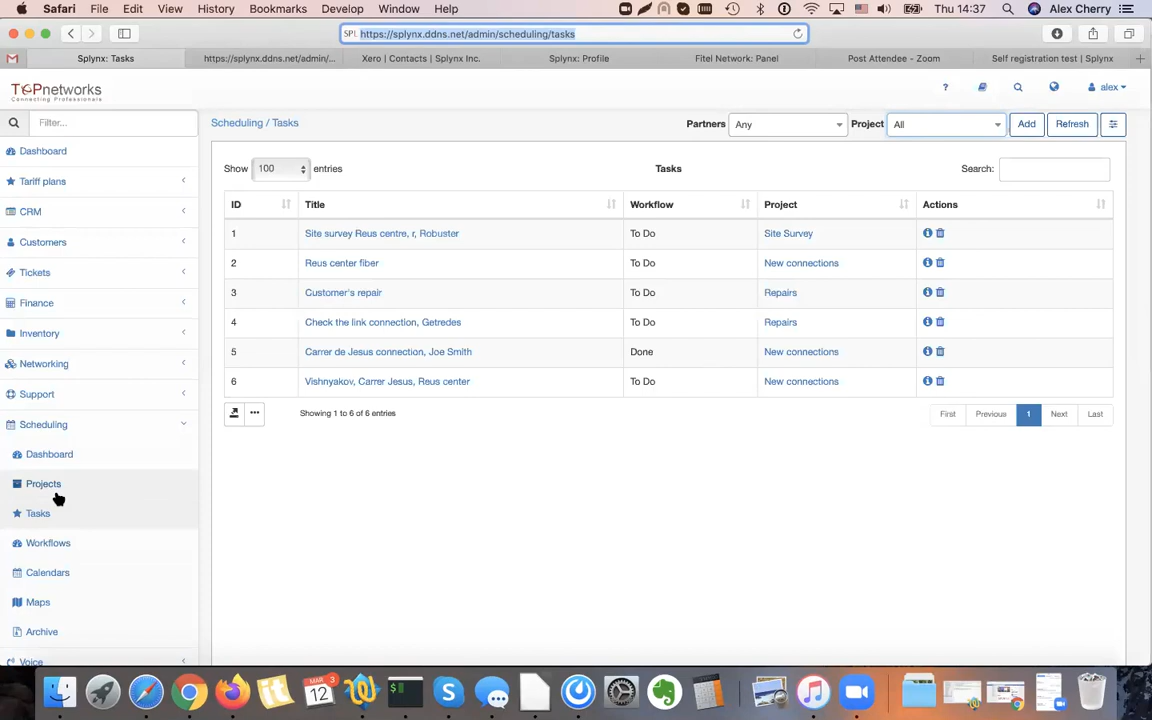 Safari File Edit View History Bookmarks Develop Window Help Thu 14:37 Alex Cherry
SPL https://splynx.ddns.net/admin/scheduling/tasks
Splynx: Tasks https://splynx.ddns.net/admin/... Xero | Contacts | Splynx Inc. Splynx: Profile Fitel Network: Panel Post Attendee - Zoom Self registration test | Splynx
TOPnetworks
Connecting Professionals
? alex
Filter...
Scheduling / Tasks Partners Any Project All Add Refresh
Dashboard
Tariff plans
CRM
Customers
Tickets
Finance
Inventory
Networking
Support
Scheduling
Dashboard
Projects
Tasks
Workflows
Calendars
Maps
Archive
Voice
Show 100 entries Tasks Search:
ID Title Workflow Project Actions
1 Site survey Reus centre, r, Robuster To Do Site Survey
2 Reus center fiber To Do New connections
3 Customer's repair To Do Repairs
4 Check the link connection, Getredes To Do Repairs
5 Carrer de Jesus connection, Joe Smith Done New connections
6 Vishnyakov, Carrer Jesus, Reus center To Do New connections
Showing 1 to 6 of 6 entries First Previous 1 Next Last
MAR
12
3